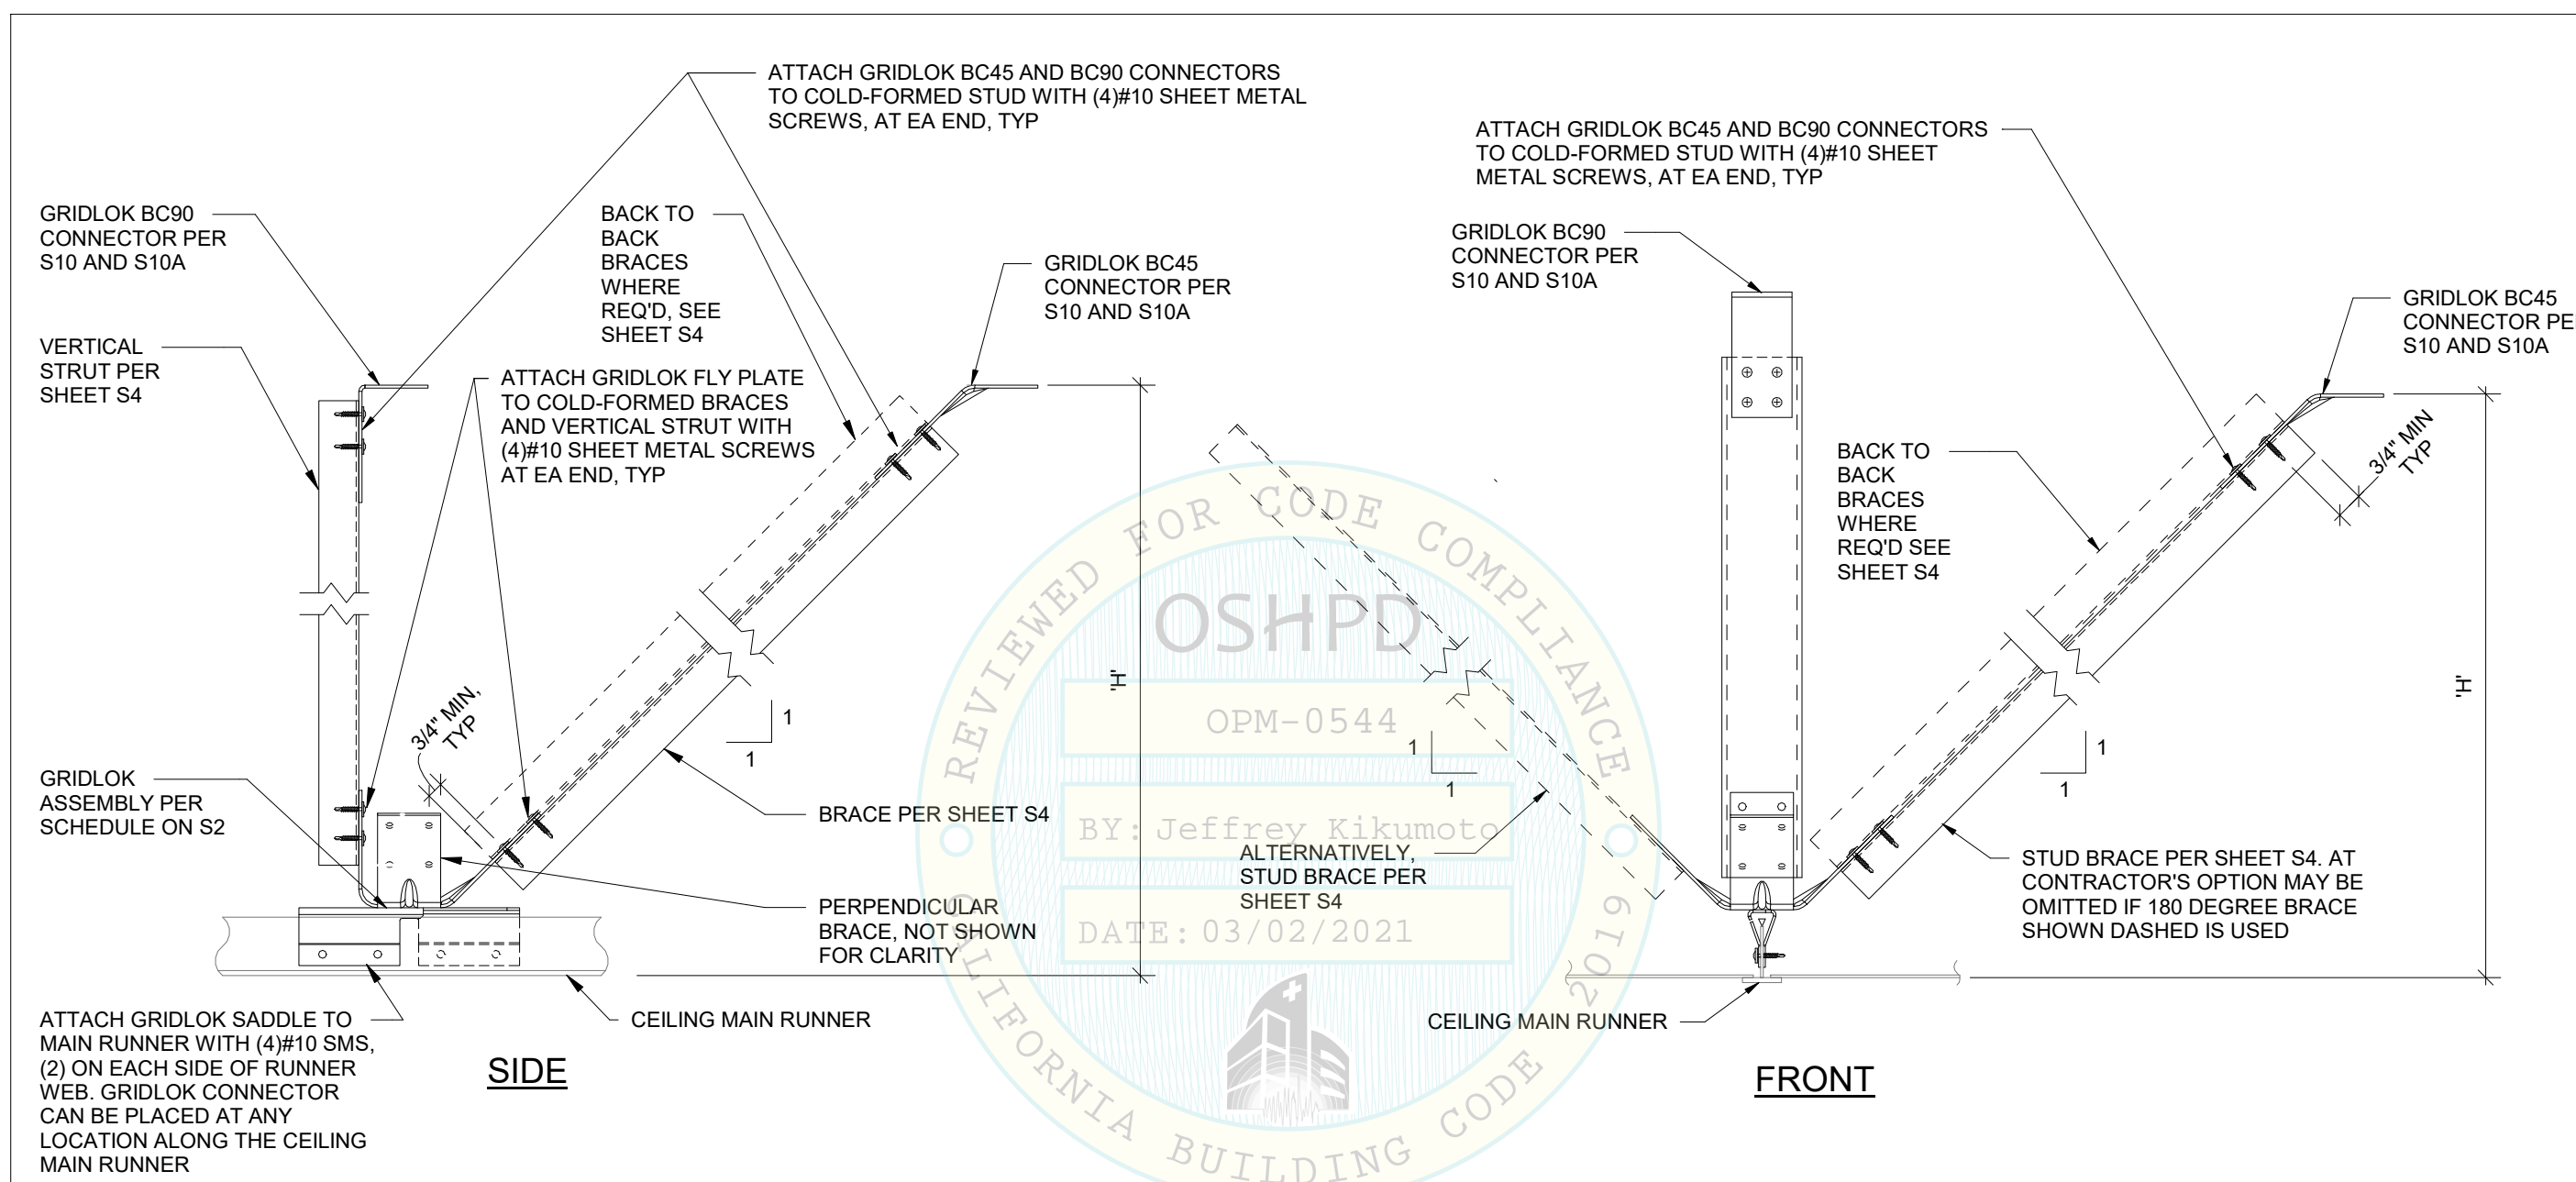 ATTACH GRIDLOK BC45 AND BC90 CONNECTORS
TO COLD-FORMED STUD WITH (4)#10 SHEET METAL
SCREWS, AT EA END, TYP
GRIDLOK BC90
CONNECTOR PER
S10 AND S10A
BACK TO
BACK
BRACES
WHERE
REQ'D, SEE
SHEET S4
GRIDLOK BC45
CONNECTOR PER
S10 AND S10A
VERTICAL
STRUT PER
SHEET S4
ATTACH GRIDLOK FLY PLATE
TO COLD-FORMED BRACES
AND VERTICAL STRUT WITH
(4)#10 SHEET METAL SCREWS
AT EA END, TYP
'H'
3/4" MIN,
TYP
1
1
GRIDLOK
ASSEMBLY PER
SCHEDULE ON S2
BRACE PER SHEET S4
PERPENDICULAR
BRACE, NOT SHOWN
FOR CLARITY
ATTACH GRIDLOK SADDLE TO
MAIN RUNNER WITH (4)#10 SMS,
(2) ON EACH SIDE OF RUNNER
WEB. GRIDLOK CONNECTOR
CAN BE PLACED AT ANY
LOCATION ALONG THE CEILING
MAIN RUNNER
CEILING MAIN RUNNER
SIDE
ATTACH GRIDLOK BC45 AND BC90 CONNECTORS
TO COLD-FORMED STUD WITH (4)#10 SHEET
METAL SCREWS, AT EA END, TYP
GRIDLOK BC90
CONNECTOR PER
S10 AND S10A
GRIDLOK BC45
CONNECTOR PE
S10 AND S10A
BACK TO
BACK
BRACES
WHERE
REQ'D SEE
SHEET S4
3/4" MIN
TYP
'H'
1
1
1
1
ALTERNATIVELY,
STUD BRACE PER
SHEET S4
STUD BRACE PER SHEET S4. AT
CONTRACTOR'S OPTION MAY BE
OMITTED IF 180 DEGREE BRACE
SHOWN DASHED IS USED
CEILING MAIN RUNNER
FRONT
REVIEWED FOR CODE COMPLIANCE
OSHPD
OPM-0544
BY: Jeffrey Kikumoto
DATE: 03/02/2021
CALIFORNIA BUILDING CODE 2019